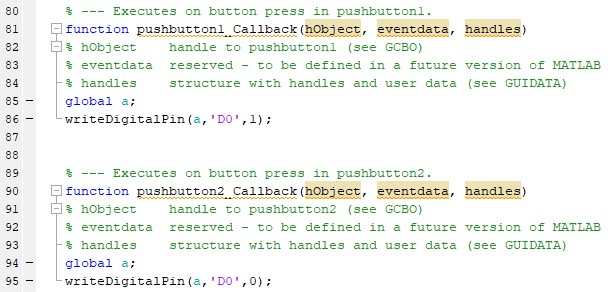 80 % --- Executes on button press in pushbutton1.
81 function pushbutton1_Callback(hObject, eventdata, handles)
82 % hObject    handle to pushbutton1 (see GCBO)
83 % eventdata  reserved - to be defined in a future version of MATLAB
84 % handles    structure with handles and user data (see GUIDATA)
85 — global a;
86 — writeDigitalPin(a,'D0',1);
87
88
89 % --- Executes on button press in pushbutton2.
90 function pushbutton2_Callback(hObject, eventdata, handles)
91 % hObject    handle to pushbutton2 (see GCBO)
92 % eventdata  reserved - to be defined in a future version of MATLAB
93 % handles    structure with handles and user data (see GUIDATA)
94 — global a;
95 — writeDigitalPin(a,'D0',0);